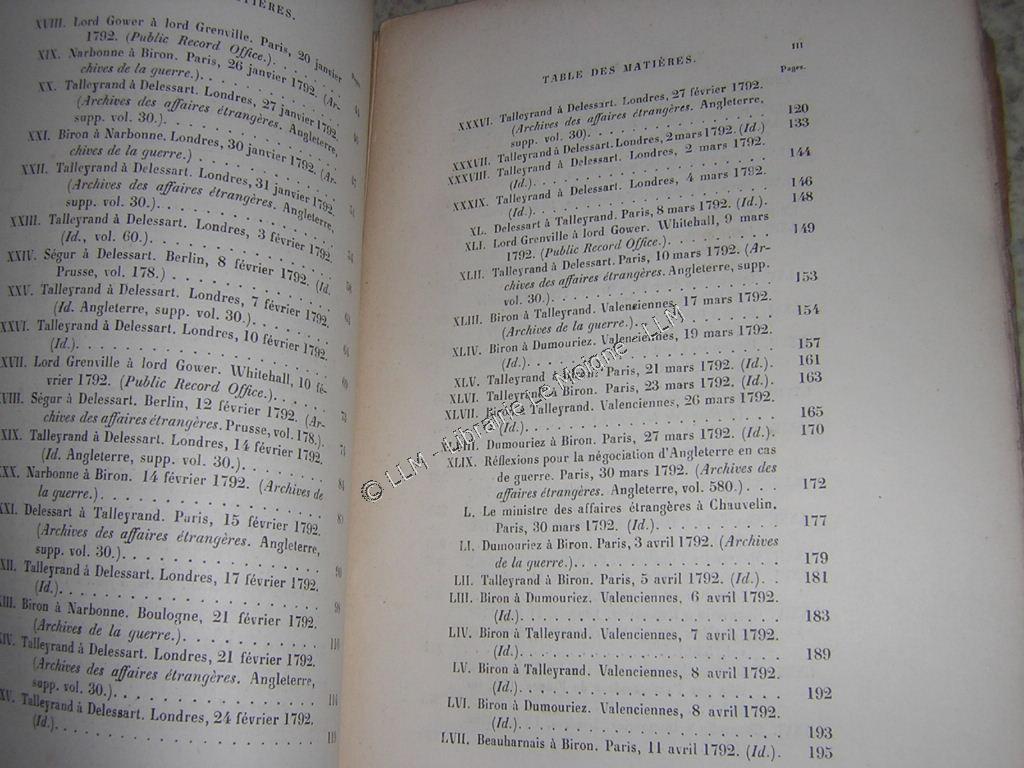 MATIÈRES.
Pages.
XVIII. Lord Gower à lord Grenville. Paris, 20 janvier
1792. (Public Record Office.)
XIX. Narbonne à Biron. Paris, 26 janvier 1792. (Ar-
chives de la guerre.)
XX. Talleyrand à Delessart. Londres, 27 janvier 1792.
(Archives des affaires étrangères. Angleterre,
supp. vol. 30.)
XXI. Biron à Narbonne. Londres, 30 janvier 1792. (Ar-
chives de la guerre.)
XXII. Talleyrand à Delessart. Londres, 31 janvier 1792.
(Archives des affaires étrangères. Angleterre,
supp. vol. 30.)
XXIII. Talleyrand à Delessart. Londres, 3 février 1792.
(Id., vol. 60.)
XXIV. Ségur à Delessart. Berlin, 8 février 1792. (Id.
Prusse, vol. 178.)
XXV. Talleyrand à Delessart. Londres, 7 février 1792.
(Id. Angleterre, supp. vol. 30.)
XXVI. Talleyrand à Delessart. Londres, 10 février 1792.
(Id.)
XVII. Lord Grenville à lord Gower. Whitehall, 10 fé-
vrier 1792. (Public Record Office.)
XVIII. Ségur à Delessart. Berlin, 12 février 1792. (Ar-
chives des affaires étrangères. Prusse, vol. 178.)
XIX. Talleyrand à Delessart. Londres, 14 février 1792.
(Id. Angleterre, supp. vol. 30.)
XXX. Narbonne à Biron. 14 février 1792. (Archives de
la guerre.)
XXI. Delessart à Talleyrand. Paris, 15 février 1792.
(Archives des affaires étrangères. Angleterre,
supp. vol. 30.)
XII. Talleyrand à Delessart. Londres, 17 février 1792.
(Id.)
XIII. Biron à Narbonne. Boulogne, 21 février 1792.
(Archives de la guerre.)
XIV. Talleyrand à Delessart. Londres, 21 février 1792.
(Archives des affaires étrangères. Angleterre,
supp. vol. 30.)
XV. Talleyrand à Delessart. Londres, 24 février 1792.
(Id.)
TABLE DES MATIÈRES. III
Pages.
XXXVI. Talleyrand à Delessart. Londres, 27 février 1792.
(Archives des affaires étrangères. Angleterre,
supp. vol. 30). 120
XXXVII. Talleyrand à Delessart. Londres, 2 mars 1792. (Id.) 133
XXXVIII. Talleyrand à Delessart. Londres, 2 mars 1792.
(Id.) 144
XXXIX. Talleyrand à Delessart. Londres, 4 mars 1792.
(Id.) 146
XL. Delessart à Talleyrand. Paris, 8 mars 1792. (Id.) 148
XLI. Lord Grenville à lord Gower. Whitehall, 9 mars
1792. (Public Record Office.) 149
XLII. Talleyrand à Delessart. Paris, 10 mars 1792. (Ar-
chives des affaires étrangères. Angleterre, supp.
vol. 30.) 153
XLIII. Biron à Talleyrand. Valenciennes, 17 mars 1792.
(Archives de la guerre.) 154
XLIV. Biron à Dumouriez. Valenciennes, 19 mars 1792.
(Id.) 157
XLV. Talleyrand à Biron. Paris, 21 mars 1792. (Id.) 161
XLVI. Talleyrand à Biron. Paris, 23 mars 1792. (Id.) 163
XLVII. Biron à Talleyrand. Valenciennes, 26 mars 1792.
(Id.) 165
XLVIII. Dumouriez à Biron. Paris, 27 mars 1792. (Id.) 170
XLIX. Réflexions pour la négociation d'Angleterre en cas
de guerre. Paris, 30 mars 1792. (Archives des
affaires étrangères. Angleterre, vol. 580.) 172
L. Le ministre des affaires étrangères à Chauvelin.
Paris, 30 mars 1792. (Id.) 177
LI. Dumouriez à Biron. Paris, 3 avril 1792. (Archives
de la guerre.) 179
LII. Talleyrand à Biron. Paris, 5 avril 1792. (Id.) 181
LIII. Biron à Dumouriez. Valenciennes, 6 avril 1792.
(Id.) 183
LIV. Biron à Talleyrand. Valenciennes, 7 avril 1792.
(Id.) 189
LV. Biron à Talleyrand. Valenciennes, 8 avril 1792.
(Id.) 192
LVI. Biron à Dumouriez. Valenciennes, 8 avril 1792.
(Id.) 193
LVII. Beauharnais à Biron. Paris, 11 avril 1792. (Id.) 195
© LLM - Librairie Le Moigne - LLM